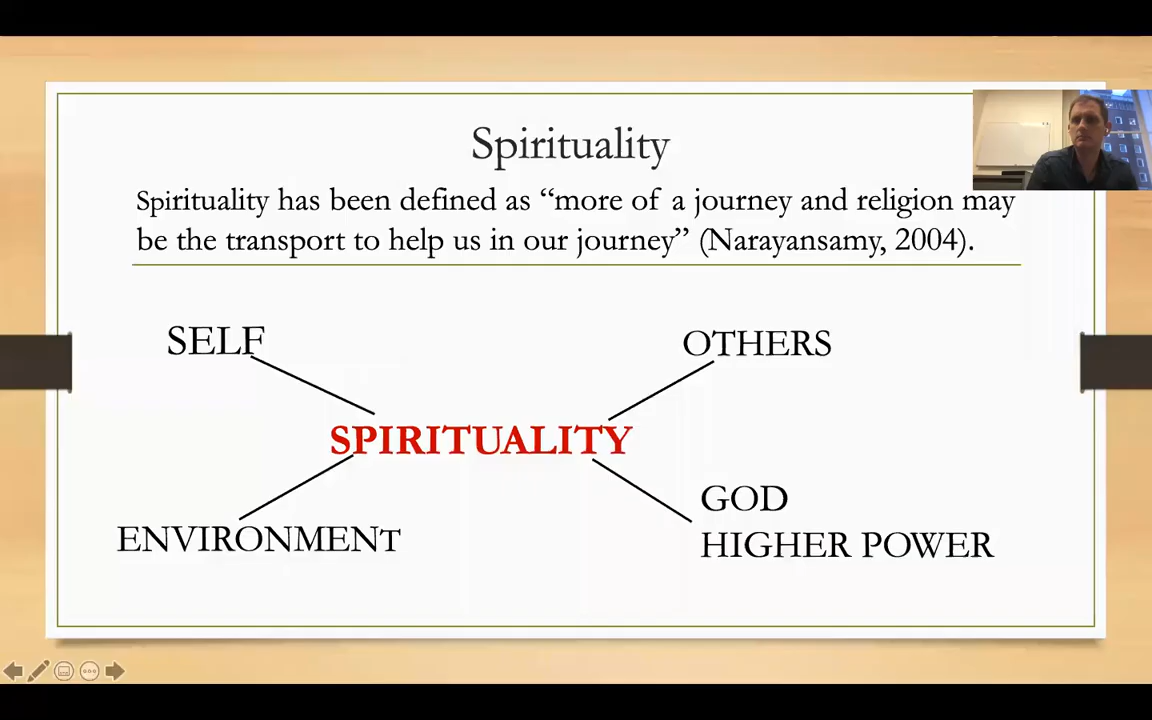 Spirituality
Spirituality has been defined as “more of a journey and religion may
be the transport to help us in our journey” (Narayansamy, 2004).
SELF
OTHERS
SPIRITUALITY
ENVIRONMENT
GOD
HIGHER POWER